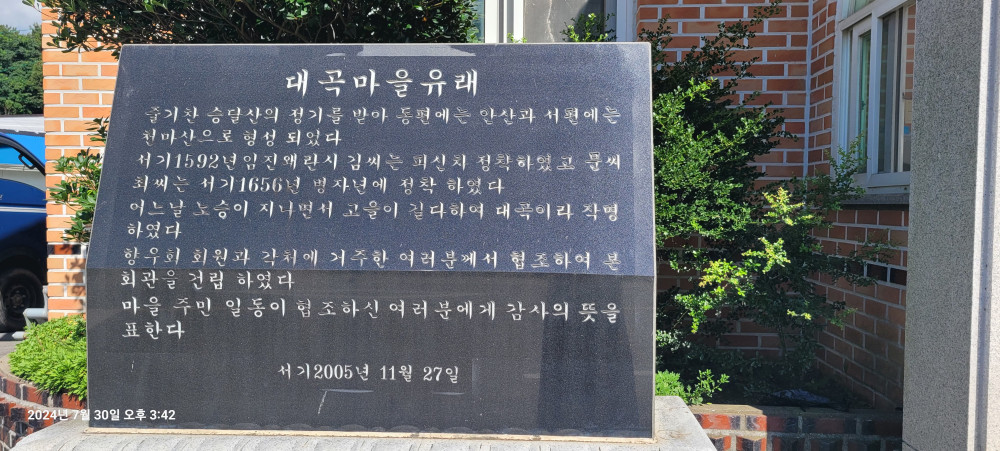 대곡마을유래
줄기찬 승달산의 정기를 받아 동편에는 안산과 서편에는
천마산으로 형성 되었다
서기1592년 임진왜란시 김씨는 피신차 정착하였고 문씨
최씨는 서기1656년 병자년에 정착 하였다
어느날 노승이 지나면서 고을이 길다하여 대곡이라 작명
하였다
향우회 회원과 각처에 거주한 여러분께서 협조하여 본
회관을 건립 하였다
마을 주민 일동이 협조하신 여러분에게 감사의 뜻을
표한다
서기2005년 11월 27일
2024년 7월 30일 오후 3:42